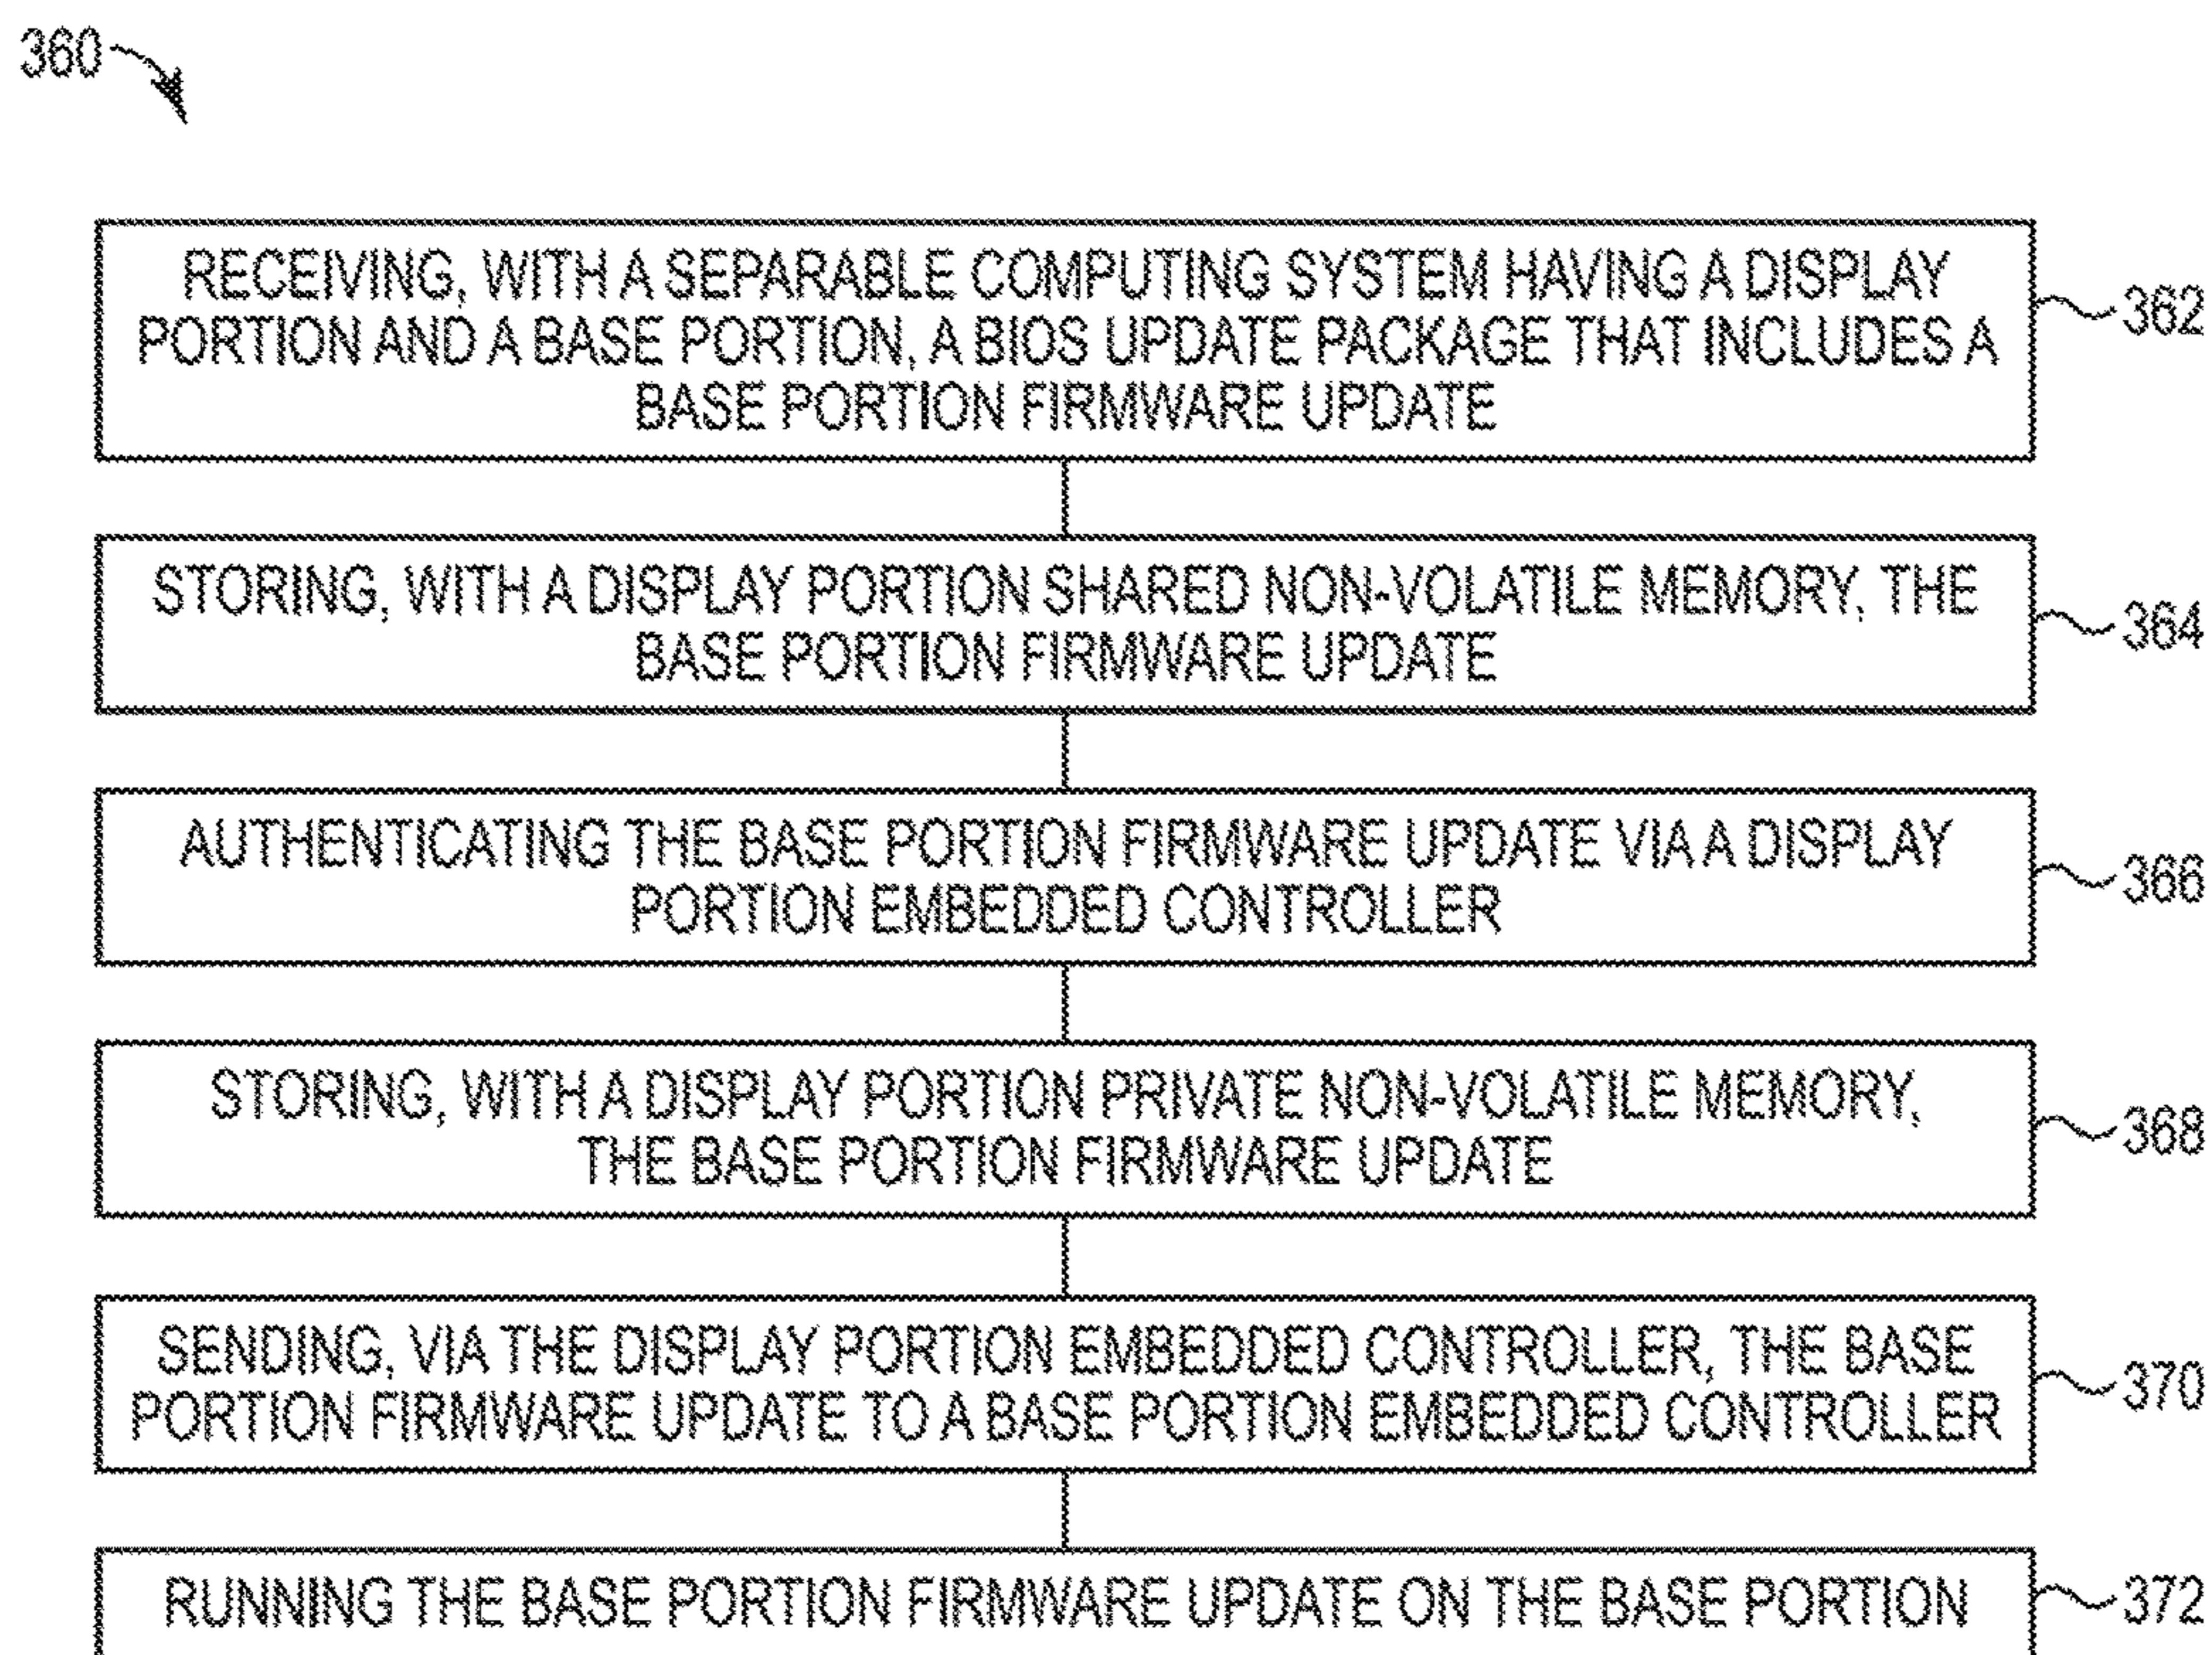 360
RECEIVING, WITH A SEPARABLE COMPUTING SYSTEM HAVING A DISPLAY
PORTION AND A BASE PORTION, A BIOS UPDATE PACKAGE THAT INCLUDES A
BASE PORTION FIRMWARE UPDATE
362
STORING, WITH A DISPLAY PORTION SHARED NON-VOLATILE MEMORY, THE
BASE PORTION FIRMWARE UPDATE
364
AUTHENTICATING THE BASE PORTION FIRMWARE UPDATE VIA A DISPLAY
PORTION EMBEDDED CONTROLLER
366
STORING, WITH A DISPLAY PORTION PRIVATE NON-VOLATILE MEMORY,
THE BASE PORTION FIRMWARE UPDATE
368
SENDING, VIA THE DISPLAY PORTION EMBEDDED CONTROLLER, THE BASE
PORTION FIRMWARE UPDATE TO A BASE PORTION EMBEDDED CONTROLLER
370
RUNNING THE BASE PORTION FIRMWARE UPDATE ON THE BASE PORTION
372